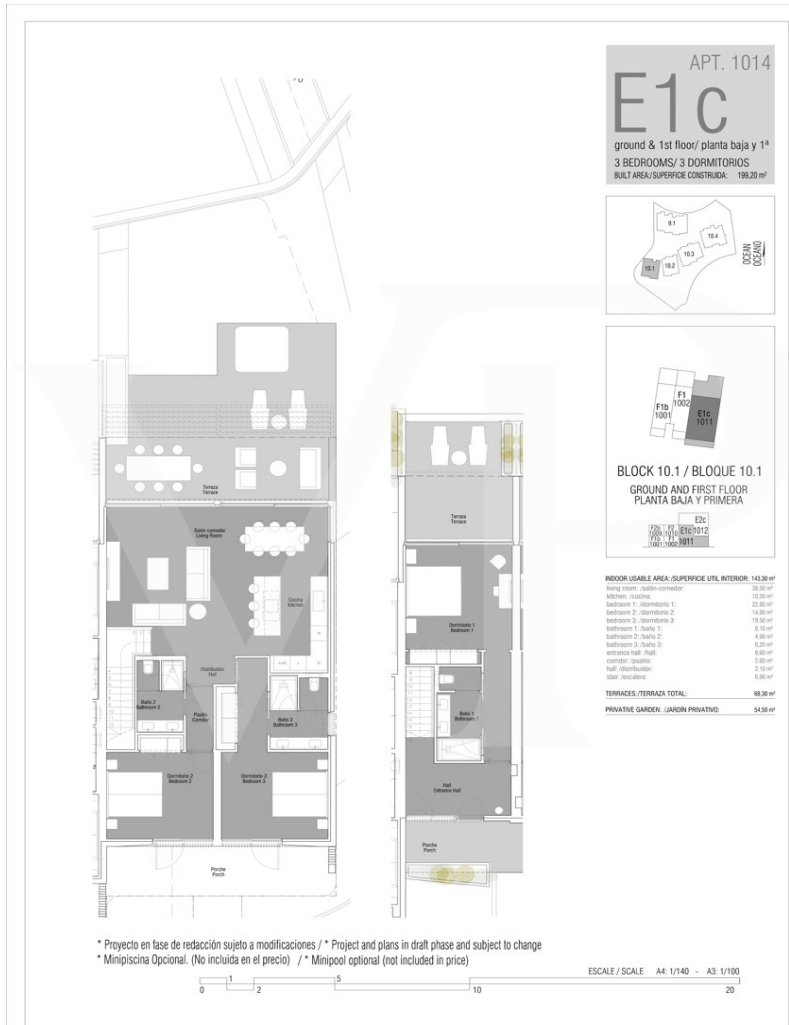 APT. 1014
E1c
ground & 1st floor/ planta baja y 1ª
3 BEDROOMS/ 3 DORMITORIOS
BUILT AREA:/SUPERFICIE CONSTRUIDA: 199,20 m²
9.1
10.4
10.3
10.2
10.1
OCEAN
OCEANO
F1b
1001
F1
1002
E1c
1011
BLOCK 10.1 / BLOQUE 10.1
GROUND AND FIRST FLOOR
PLANTA BAJA Y PRIMERA
E2c
F2b F2 E1c 1012
1009 1010
F1b F1 1011
1001 1002
INDOOR USABLE AREA:/SUPERFICIE UTIL INTERIOR: 143,30 m²
living room: /salón-comedor: 39,50 m²
kitchen: /cocina: 10,30 m²
bedroom 1: /dormitorio 1: 22,80 m²
bedroom 2: /dormitorio 2: 14,80 m²
bedroom 3: /dormitorio 3: 19,50 m²
bathroom 1: /baño 1: 6,10 m²
bathroom 2: /baño 2: 4,90 m²
bathroom 3: /baño 3: 6,20 m²
entrance hall: /hall:
corridor: /pasillo: 2,60 m²
hall: /distribuidor: 2,10 m²
stair: /escalera: 6,90 m²
TERRACES:/TERRAZA TOTAL: 68,30 m²
PRIVATIVE GARDEN: /JARDÍN PRIVATIVO: 54,50 m²
Terraza
Terrace
Salón-comedor
Living Room
Cocina
Kitchen
Distribuidor
Hall
Baño 2
Bathroom 2
Pasillo
Corridor
Baño 3
Bathroom 3
Dormitorio 2
Bedroom 2
Dormitorio 3
Bedroom 3
Porche
Porch
Terraza
Terrace
Dormitorio 1
Bedroom 1
Baño 1
Bathroom 1
Hall
Entrance Hall
Porche
Porch
* Proyecto en fase de redacción sujeto a modificaciones / * Project and plans in draft phase and subject to change
* Minipiscina Opcional. (No incluida en el precio) / * Minipool optional (not included in price)
ESCALE / SCALE A4: 1/140 - A3: 1/100
0 1 2 5 10 20